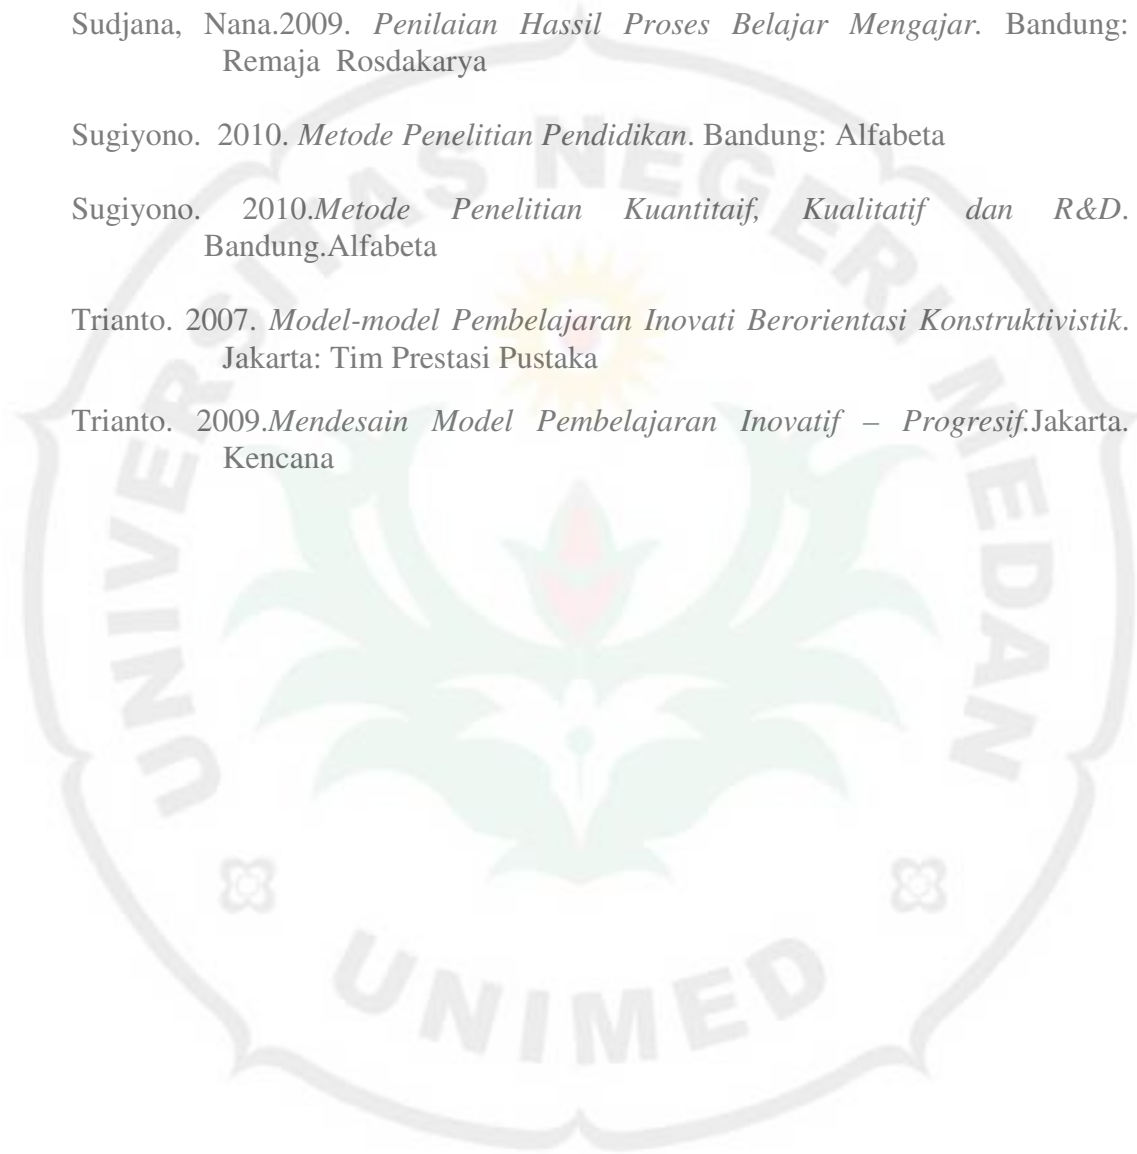 Sudjana, Nana.2009. Penilaian Hassil Proses Belajar Mengajar. Bandung:
Remaja Rosdakarya
Sugiyono. 2010. Metode Penelitian Pendidikan. Bandung: Alfabeta
Sugiyono. 2010.Metode Penelitian Kuantitaif, Kualitatif dan R&D.
Bandung.Alfabeta
Trianto. 2007. Model-model Pembelajaran Inovati Berorientasi Konstruktivistik.
Jakarta: Tim Prestasi Pustaka
Trianto. 2009.Mendesain Model Pembelajaran Inovatif – Progresif.Jakarta.
Kencana
UNIVERSITAS NEGERI MEDAN
UNIMED